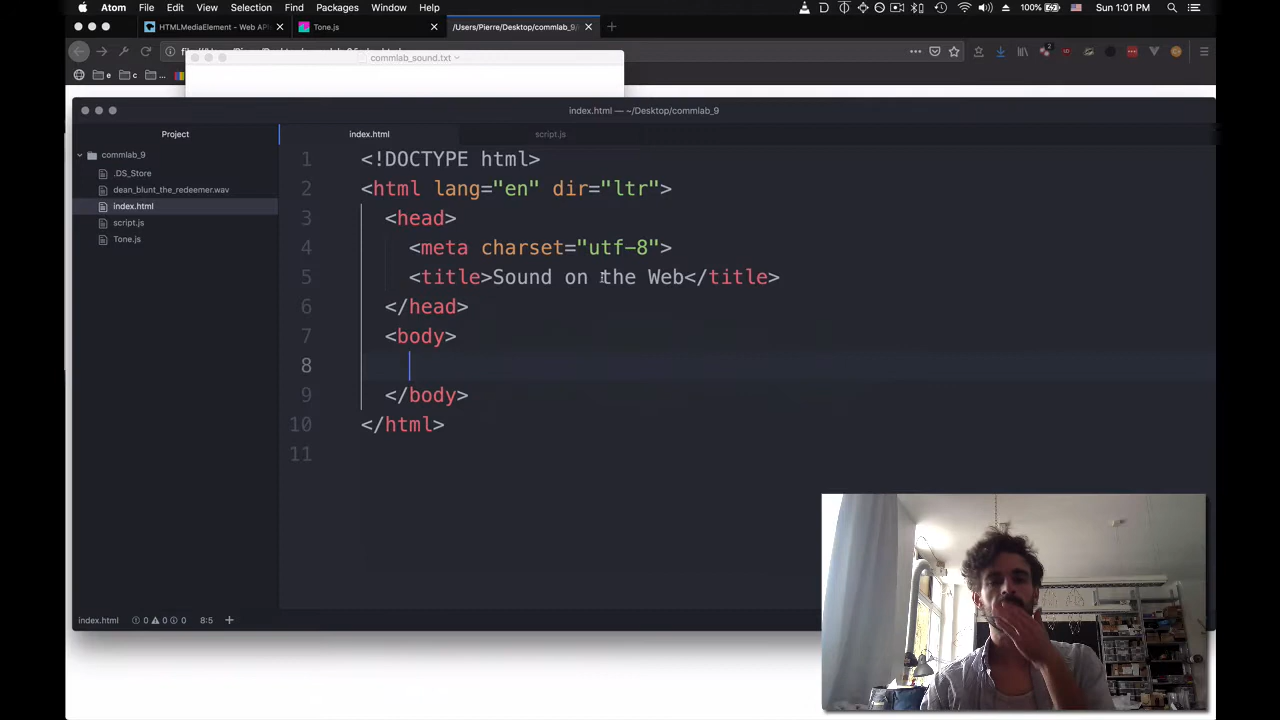 Atom File Edit View Selection Find Packages Window Help 100% Sun 1:01 PM
HTMLMediaElement - Web API
Tone.js
/Users/Pierre/Desktop/commlab_9/
commlab_sound.txt
index.html — ~/Desktop/commlab_9
Project
index.html
script.js
commlab_9
.DS_Store
dean_blunt_the_redeemer.wav
index.html
script.js
Tone.js
1 <!DOCTYPE html>
2 <html lang="en" dir="ltr">
3 <head>
4 <meta charset="utf-8">
5 <title>Sound on the Web</title>
6 </head>
7 <body>
8
9 </body>
10 </html>
11
index.html 0 0 0 8:5